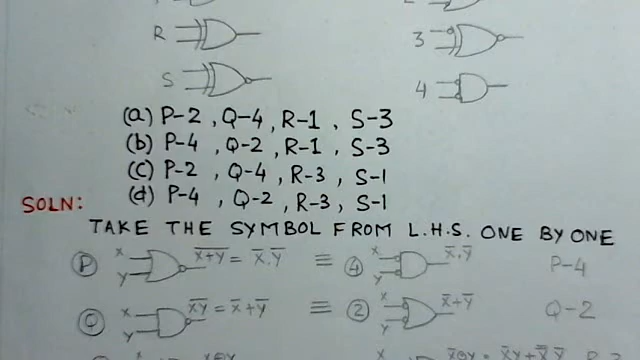 R 3
S 4
(a) P-2 , Q-4, R-1 , S-3
(b) P-4 , Q-2, R-1 , S-3
(c) P-2 , Q-4, R-3 , S-1
SOLN: (d) P-4 , Q-2, R-3 , S-1
TAKE THE SYMBOL FROM L.H.S. ONE BY ONE
P X Y X̅+̅Y̅ = X̅.Y̅ ≡ 4 X Y X̅.Y̅ P-4
Q X Y X̅Y̅ = X̅+Y̅ ≡ 2 X Y X̅+Y̅ Q-2